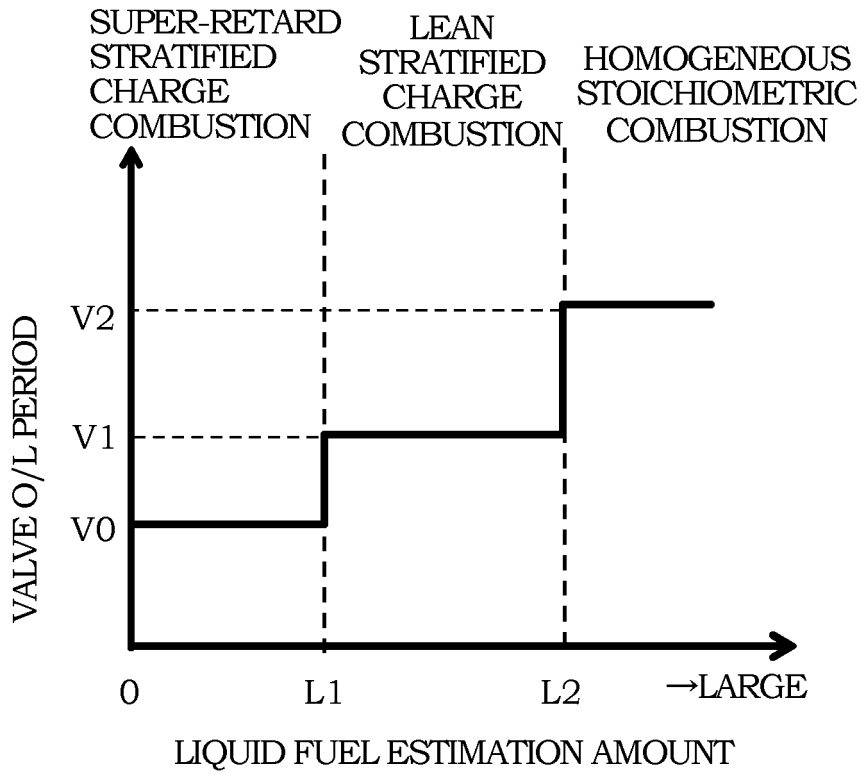 SUPER-RETARD
STRATIFIED
CHARGE
COMBUSTION
LEAN
STRATIFIED
CHARGE
COMBUSTION
HOMOGENEOUS
STOICHIOMETRIC
COMBUSTION
VALVE O/L PERIOD
V2
V1
V0
0
L1
L2
→LARGE
LIQUID FUEL ESTIMATION AMOUNT